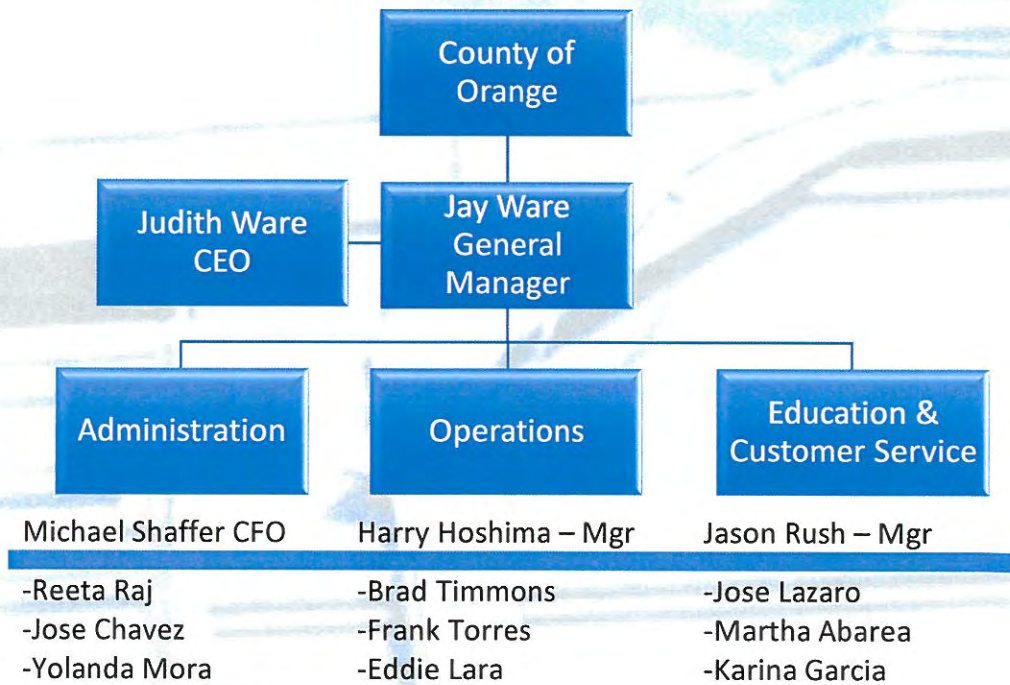 County of
Orange
Judith Ware
CEO
Jay Ware
General
Manager
Administration
Operations
Education &
Customer Service
Michael Shaffer CFO
Harry Hoshima – Mgr
Jason Rush – Mgr
-Reeta Raj
-Jose Chavez
-Yolanda Mora
-Brad Timmons
-Frank Torres
-Eddie Lara
-Jose Lazaro
-Martha Abarea
-Karina Garcia